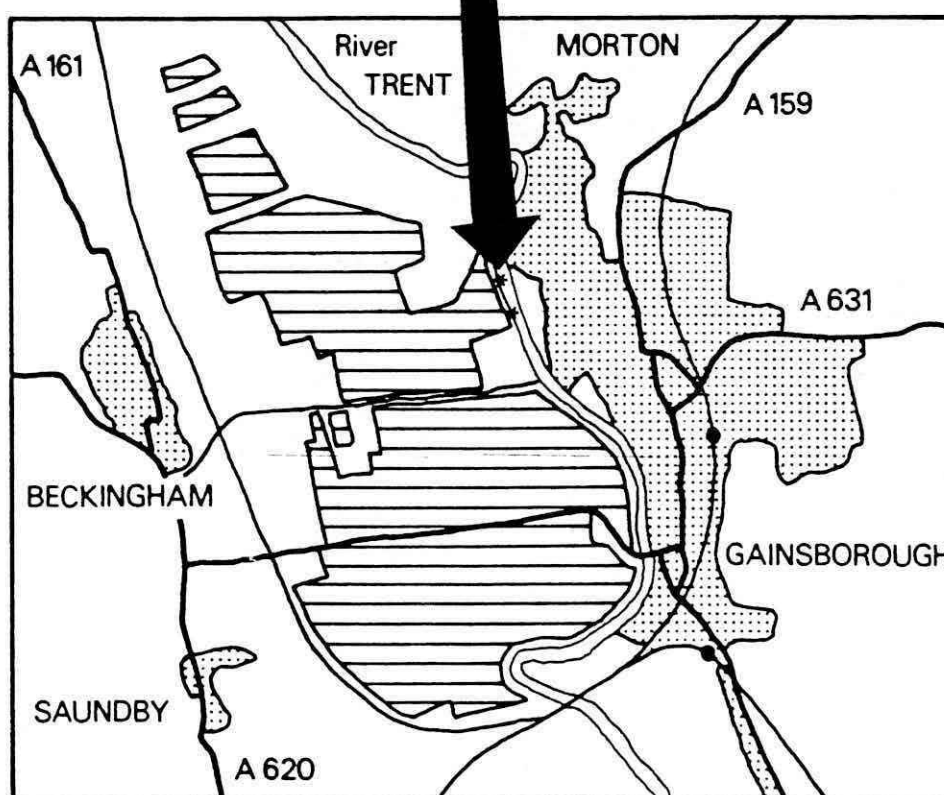 River
TRENT
MORTON
A 161
A 159
A 631
BECKINGHAM
GAINSBOROUGH
SAUNDBY
A 620